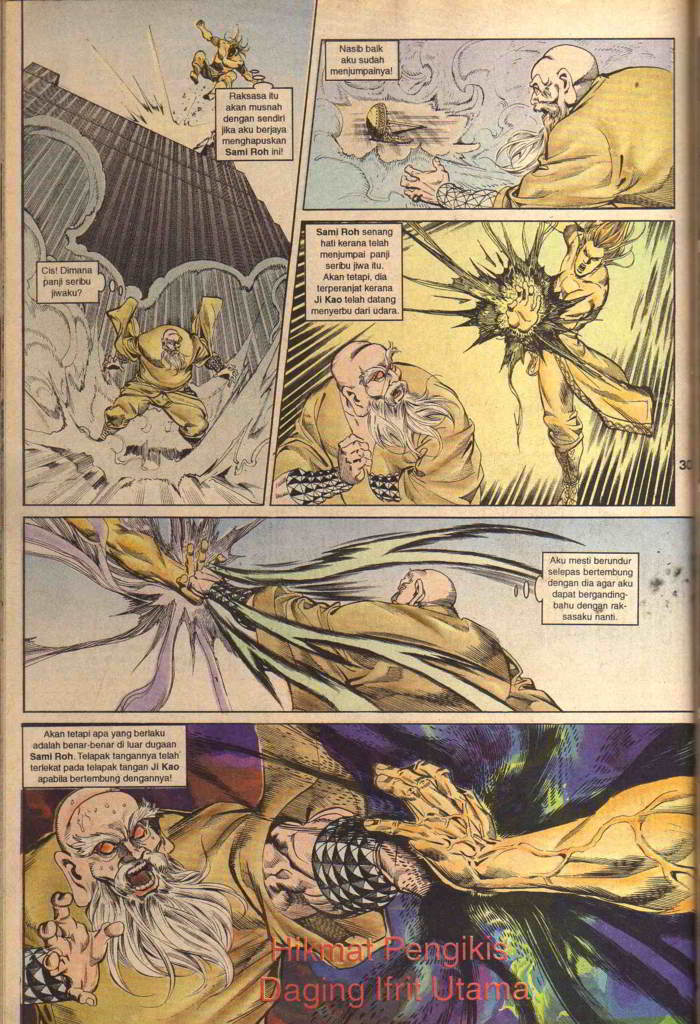 Raksasa itu
akan musnah
dengan sendiri
jika aku berjaya
menghapuskan
Sami Roh ini!
Cis! Dimana
panji seribu
jiwaku?
Nasib baik
aku sudah
menjumpainya!
Sami Roh senang
hati kerana telah
menjumpai panji
seribu jiwa itu.
Akan tetapi, dia
terperanjat kerana
Ji Kao telah datang
menyerbu dari udara.
Aku mesti berundur
selepas bertembung
dengan dia agar aku
dapat berganding-
bahu dengan rak-
sasaku nanti.
Akan tetapi apa yang berlaku
adalah benar-benar di luar dugaan
Sami Roh. Telapak tangannya telah
terlekat pada telapak tangan Ji Kao
apabila bertembung dengannya!
Hikmat Pengikis
Daging Ifrit Utama